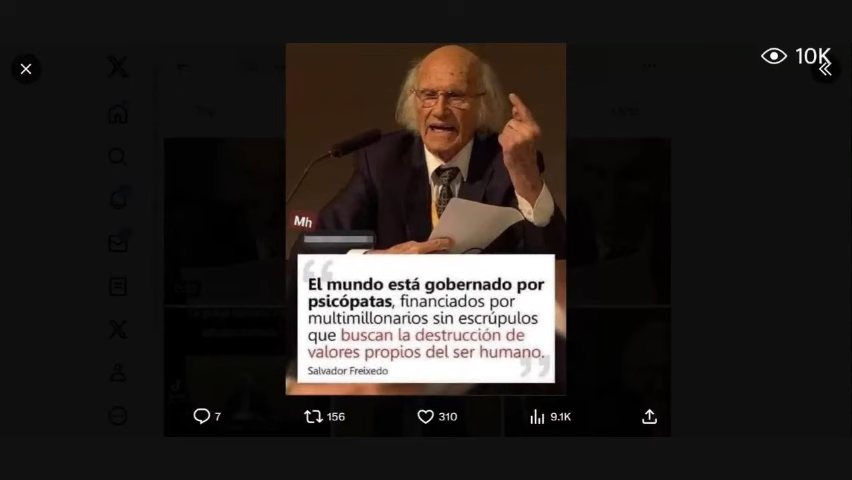 10K
Mh
El mundo está gobernado por
psicópatas, financiados por
multimillonarios sin escrúpulos
que buscan la destrucción de
valores propios del ser humano.
Salvador Freixedo
7
156
310
9.1K